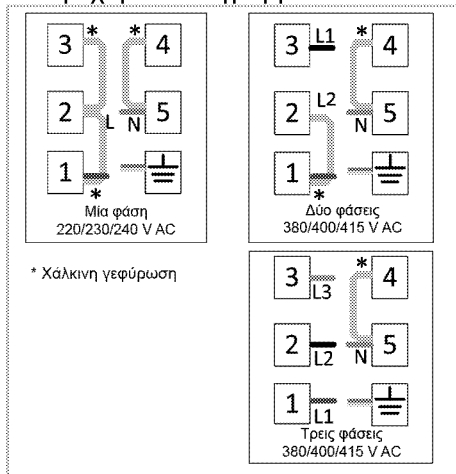 3 * * 4
2 L N 5
1 *
Μία φάση
220/230/240 V AC
3 L1 * 4
2 L2 N 5
1 *
Δύο φάσεις
380/400/415 V AC
* Χάλκινη γεφύρωση
3 L3 * 4
2 L2 N 5
1 L1
Τρεις φάσεις
380/400/415 V AC